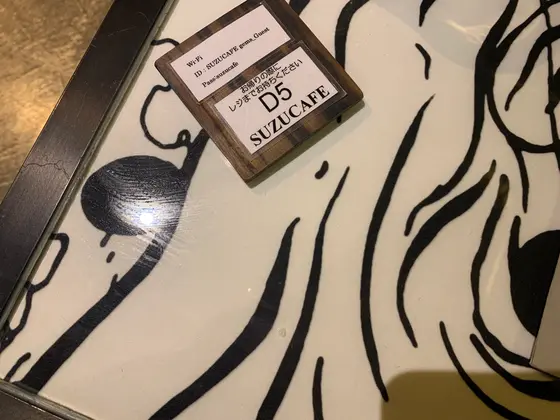 Wi-Fi
ID : SUZUCAFE gems_Guest
Pass:suzucafe
お帰りの際に
レジまでお持ちください
D5
SUZUCAFE